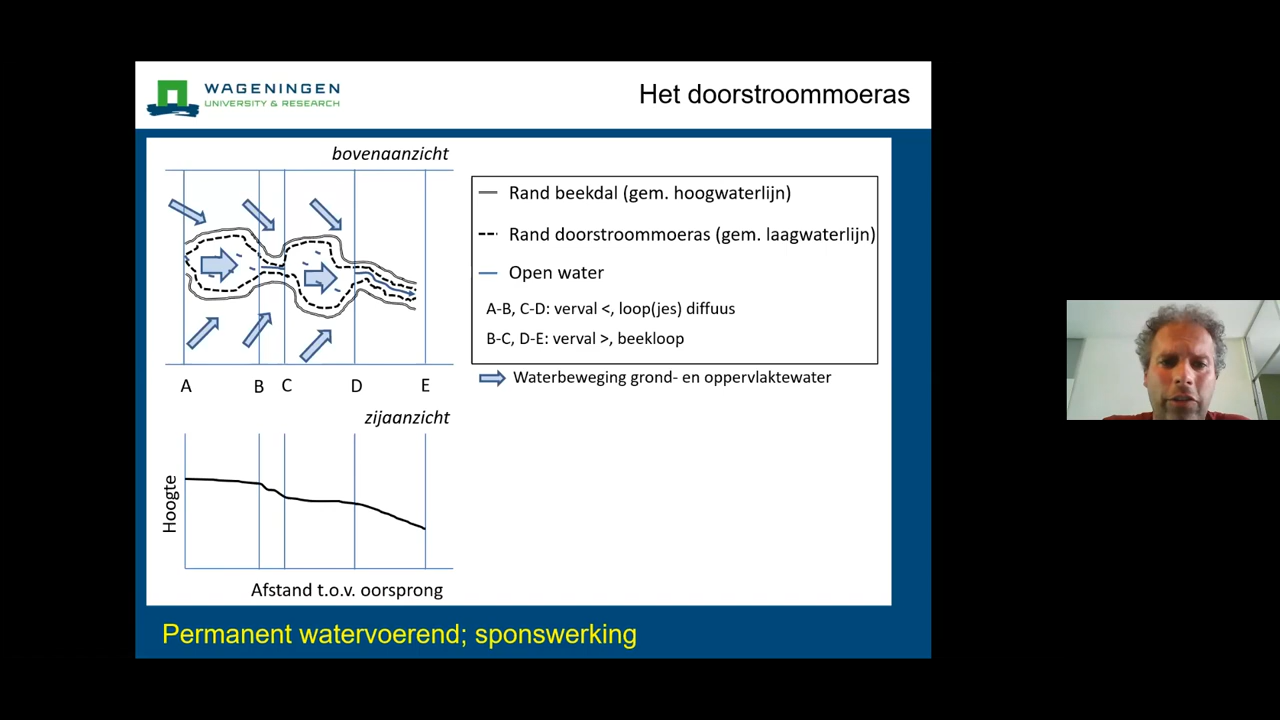 WAGENINGEN
UNIVERSITY & RESEARCH
Het doorstroommoeras
bovenaanzicht
Rand beekdal (gem. hoogwaterlijn)
Rand doorstroommoeras (gem. laagwaterlijn)
Open water
A-B, C-D: verval <, loop(jes) diffuus
B-C, D-E: verval >, beekloop
Waterbeweging grond- en oppervlaktewater
A B C D E
zijaanzicht
Hoogte
Afstand t.o.v. oorsprong
Permanent watervoerend; sponswerking